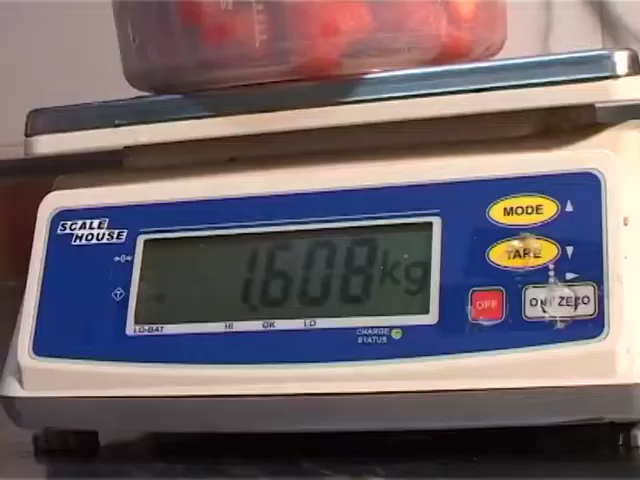 MODE
SCALE
HOUSE
TARE
1.608kg
OFF
ON/ZERO
LO-BAT
HI
OK
LO
CHARGE
STATUS